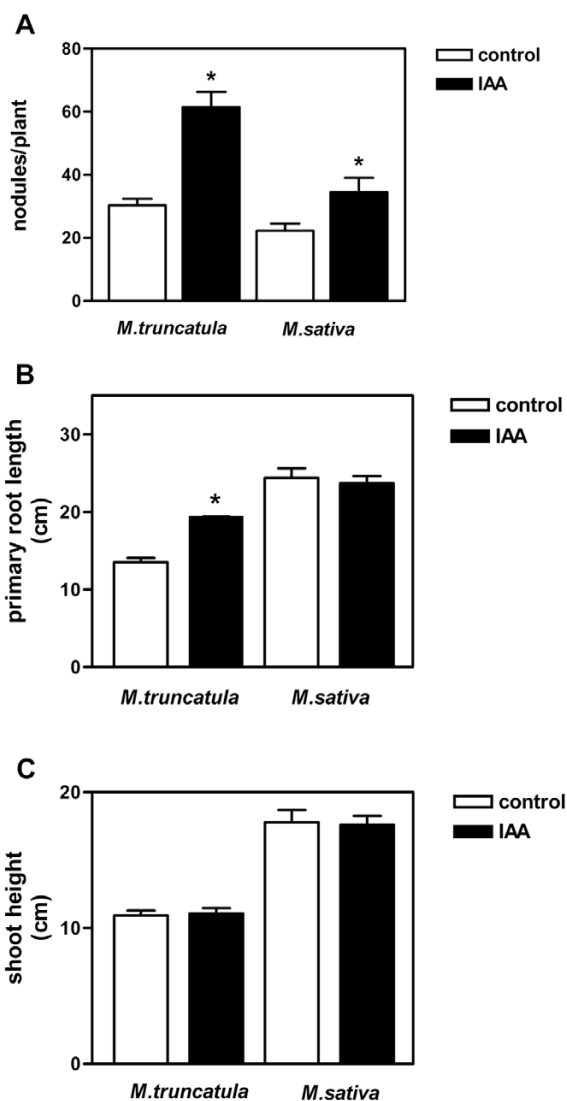 A
80
60
40
20
0
nodules/plant
*
*
control
IAA
M.truncatula M.sativa
B
30
20
10
0
primary root length
(cm)
*
control
IAA
M.truncatula M.sativa
C
20
10
0
shoot height
(cm)
control
IAA
M.truncatula M.sativa